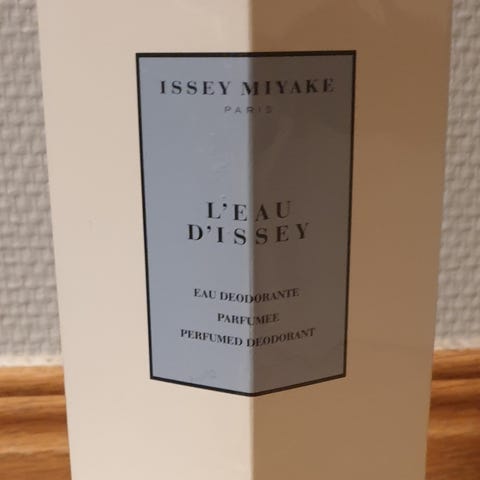 ISSEY MIYAKE
PARIS
L'EAU
D'ISSEY
EAU DEODORANTE
PARFUMEE
PERFUMED DEODORANT